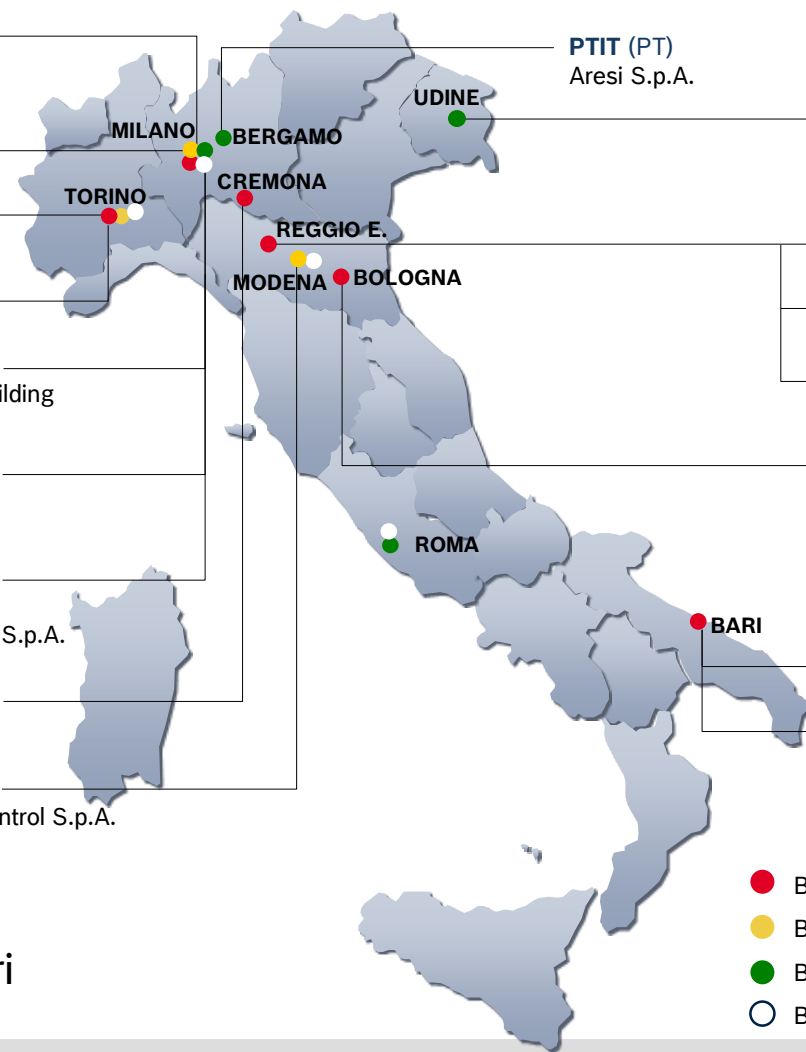 PTIT (PT)
Aresi S.p.A.
UDINE
MILANO
BERGAMO
CREMONA
TORINO
REGGIO E.
MODENA
BOLOGNA
ilding
ROMA
BARI
S.p.A.
ntrol S.p.A.
B
B
B
B
ri